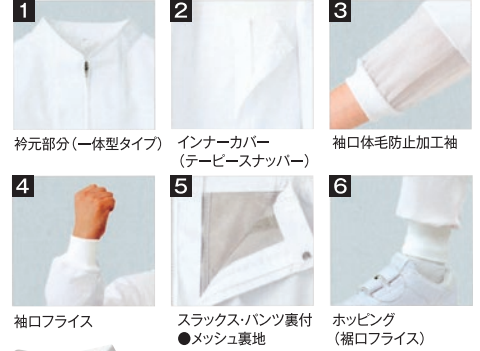 1
衿元部分(一体型タイプ)
2
インナーカバー
(テーピースナッパー)
3
袖口体毛防止加工袖
4
袖口フライス
5
スラックス・パンツ裏付
●メッシュ裏地
6
ホッピング
(裾口フライス)